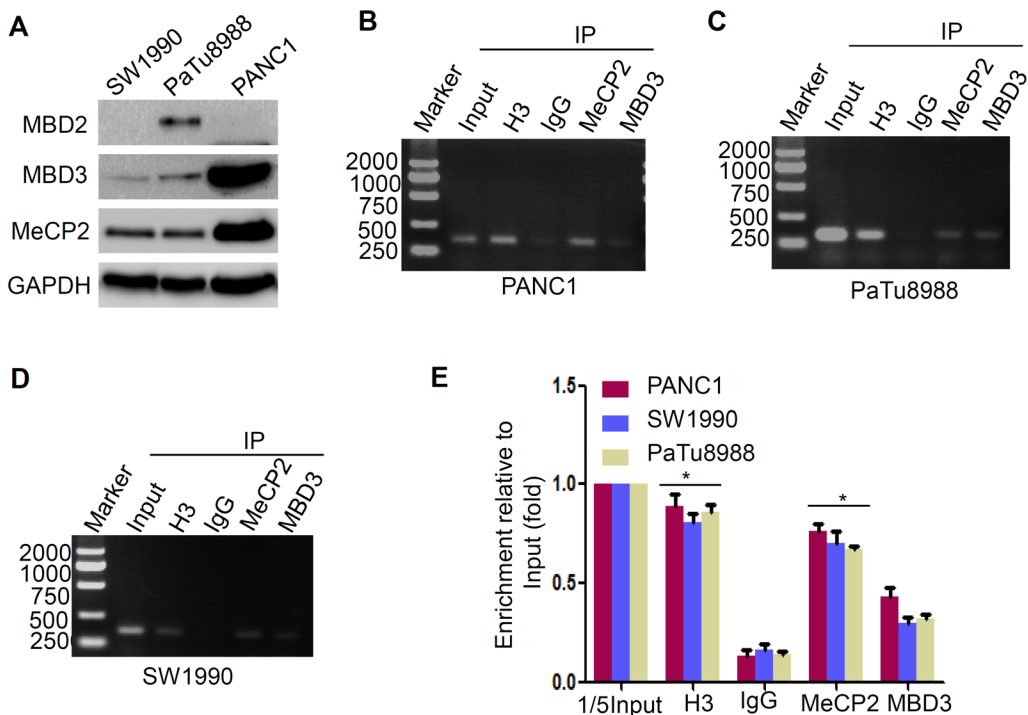 A
SW1990
PaTu8988
PANC1
MBD2
MBD3
MeCP2
GAPDH
B
IP
Marker
Input
H3
IgG
MeCP2
MBD3
2000
1000
750
500
250
PANC1
C
IP
Marker
Input
H3
IgG
MeCP2
MBD3
2000
1000
750
500
250
PaTu8988
D
IP
Marker
Input
H3
IgG
MeCP2
MBD3
2000
1000
750
500
250
SW1990
E
PANC1
SW1990
PaTu8988
Enrichment relative to
Input (fold)
1.5
1.0
0.5
0.0
*
*
1/5Input
H3
IgG
MeCP2
MBD3